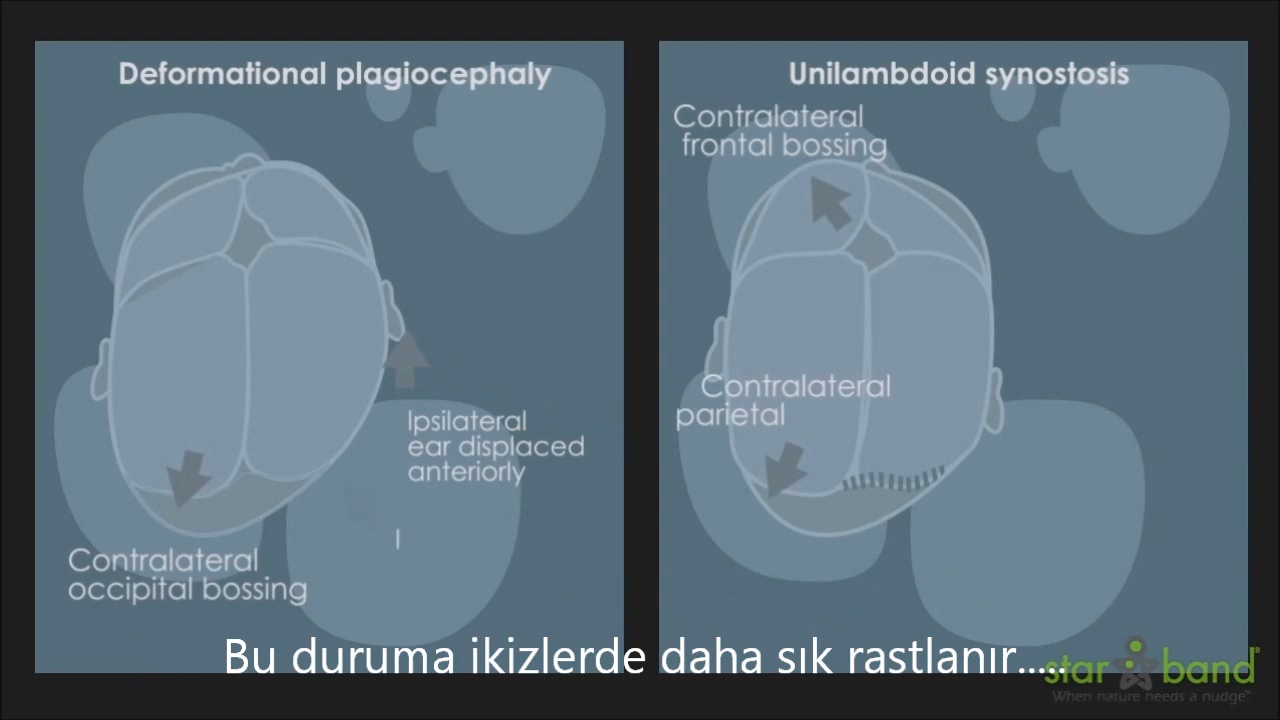 Deformational plagiocephaly
Ipsilateral
ear displaced
anteriorly
Contralateral
occipital bossing
Unilambdoid synostosis
Contralateral
frontal bossing
Contralateral
parietal
Bu duruma ikizlerde daha sık rastlanır.....
star band
When nature needs a nudge™